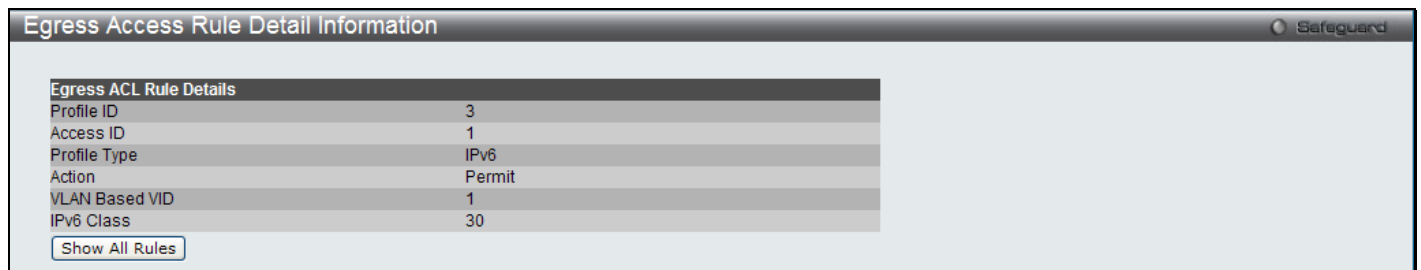 Egress Access Rule Detail Information
Safeguard
Egress ACL Rule Details
Profile ID 3
Access ID 1
Profile Type IPv6
Action Permit
VLAN Based VID 1
IPv6 Class 30
Show All Rules